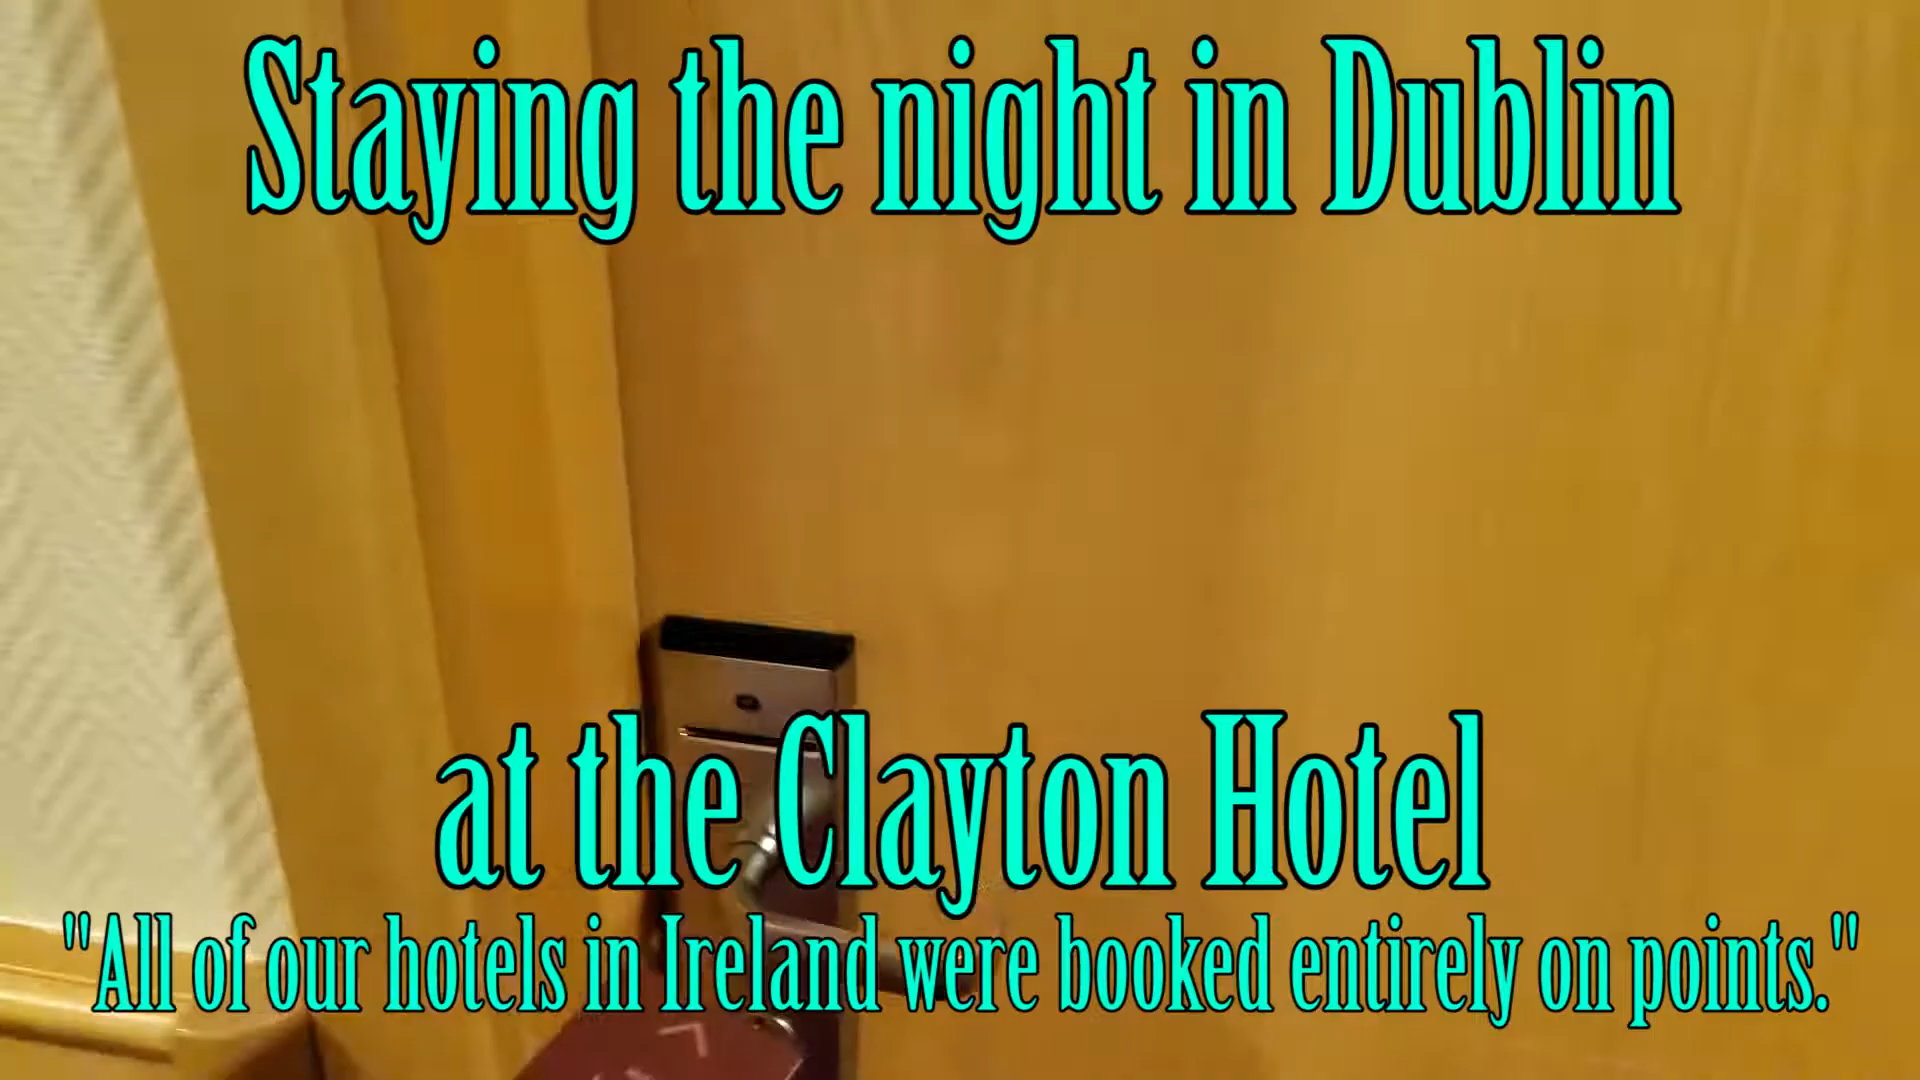 Staying the night in Dublin
at the Clayton Hotel
"All of our hotels in Ireland were booked entirely on points."